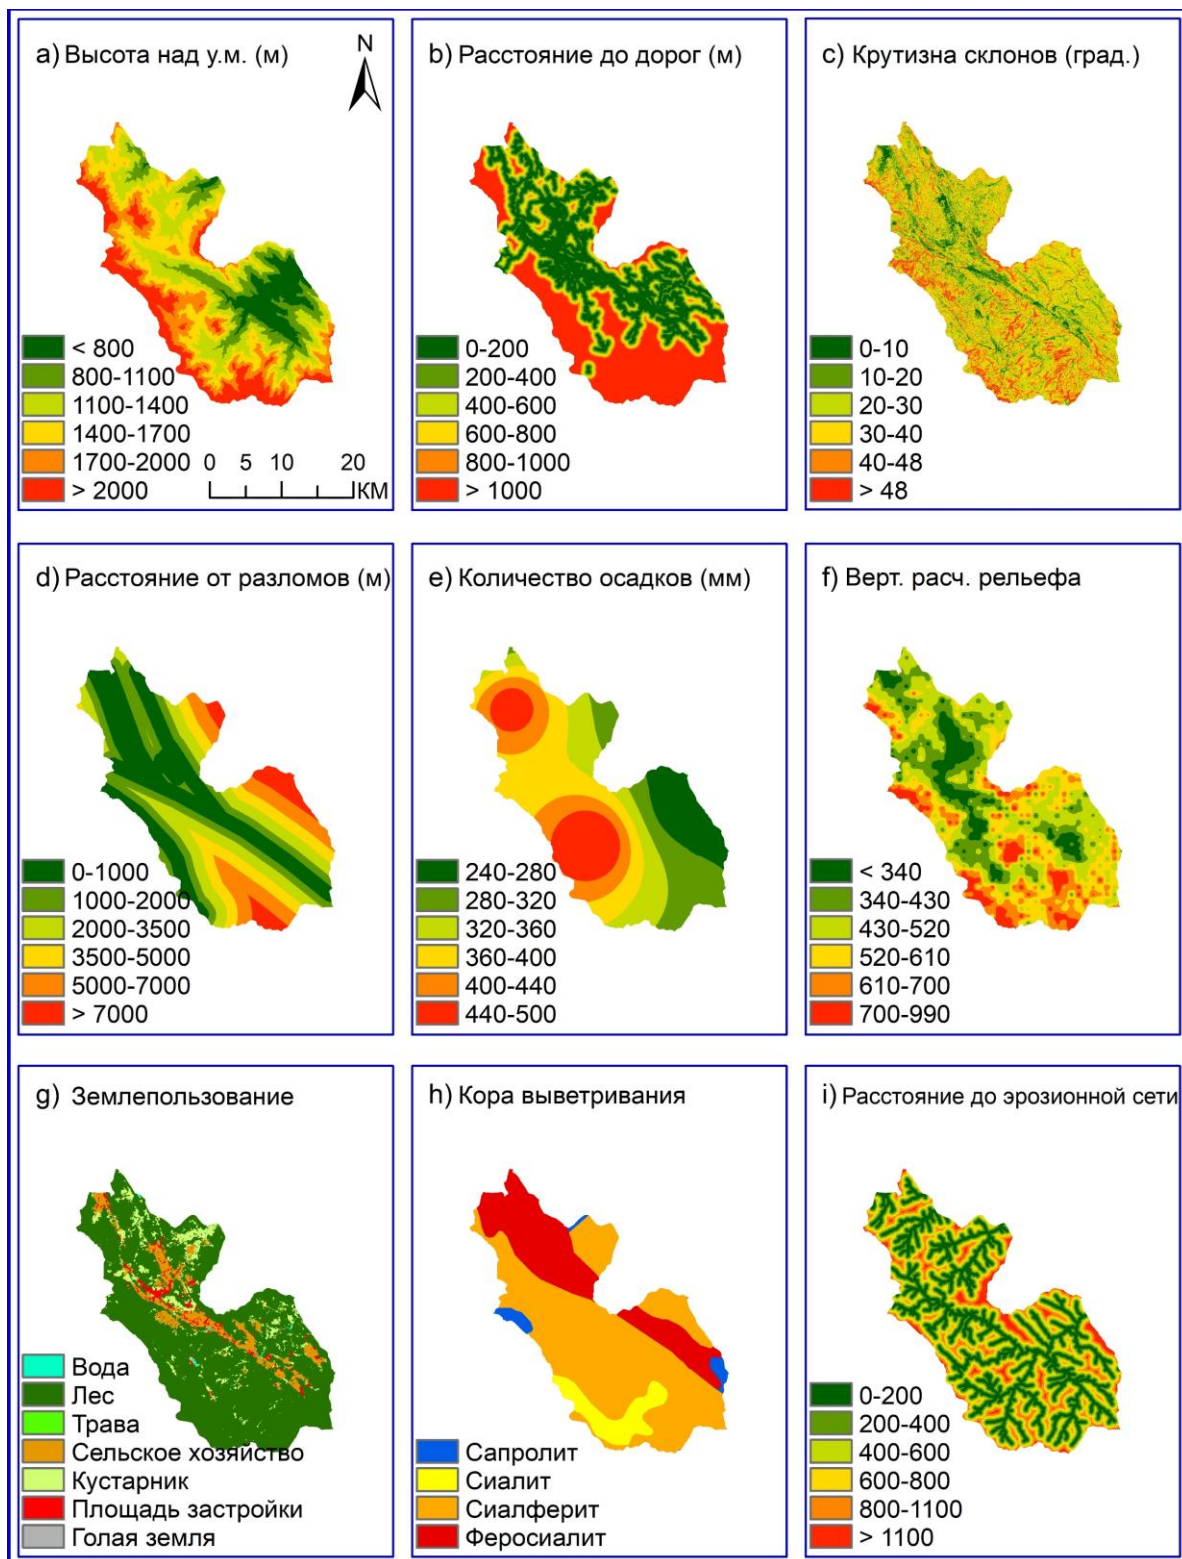 a) Высота над у.м. (м)
N
< 800
800-1100
1100-1400
1400-1700
1700-2000
> 2000
0 5 10 20
КМ
b) Расстояние до дорог (м)
0-200
200-400
400-600
600-800
800-1000
> 1000
c) Крутизна склонов (град.)
0-10
10-20
20-30
30-40
40-48
> 48
d) Расстояние от разломов (м)
0-1000
1000-2000
2000-3500
3500-5000
5000-7000
> 7000
e) Количество осадков (мм)
240-280
280-320
320-360
360-400
400-440
440-500
f) Верт. расч. рельефа
< 340
340-430
430-520
520-610
610-700
700-990
g) Землепользование
Вода
Лес
Трава
Сельское хозяйство
Кустарник
Площадь застройки
Голая земля
h) Кора выветривания
Сапролит
Сиалит
Сиалферит
Феросиалит
i) Расстояние до эрозионной сети
0-200
200-400
400-600
600-800
800-1100
> 1100